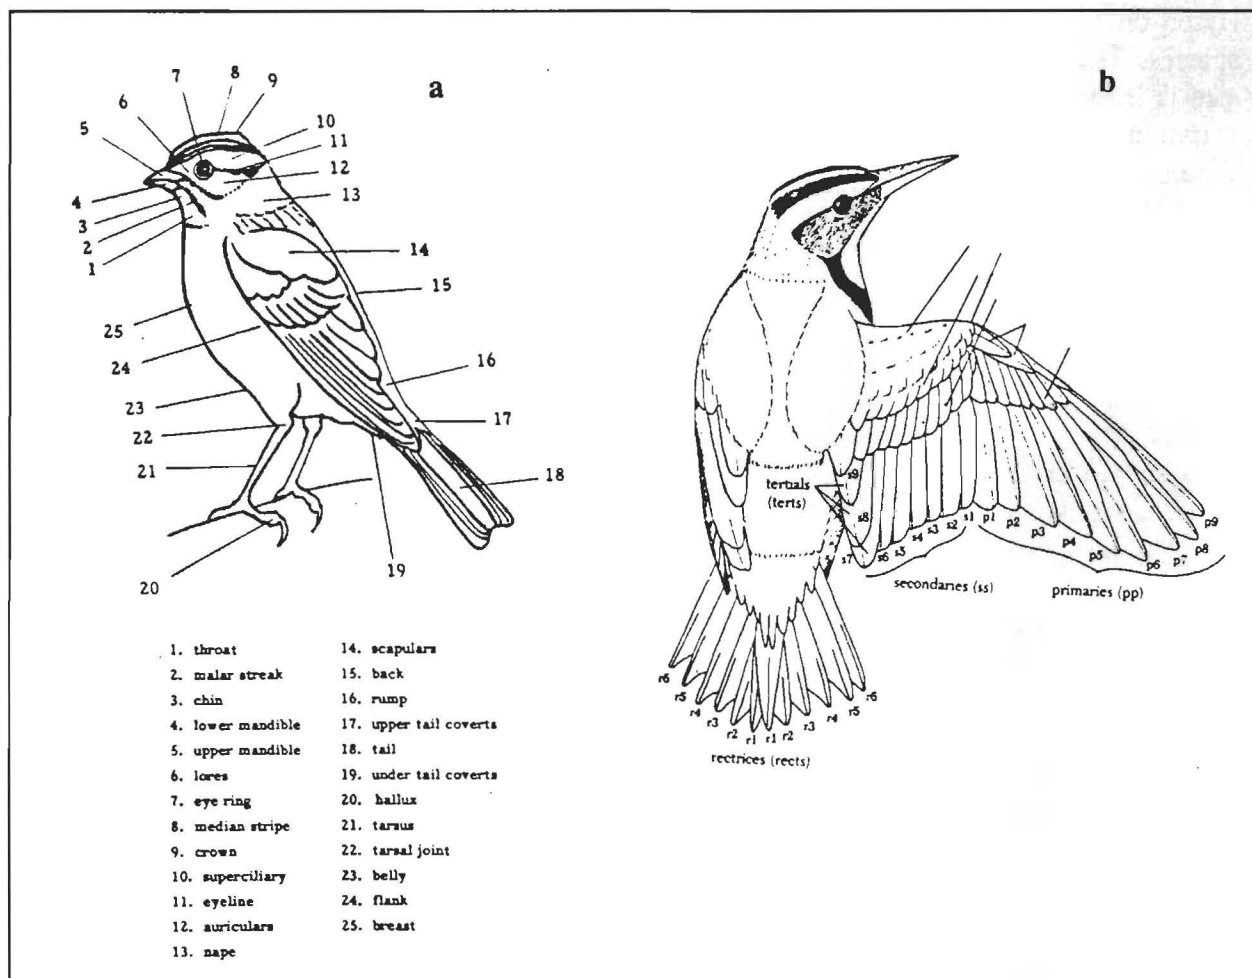 a
b
8
7
9
6
10
5
11
12
13
4
3
2
1
14
15
25
24
16
23
17
22
21
18
20
19
1. throat
2. malar streak
3. chin
4. lower mandible
5. upper mandible
6. lores
7. eye ring
8. median stripe
9. crown
10. superciliary
11. eyeline
12. auriculars
13. nape
14. scapulars
15. back
16. rump
17. upper tail coverts
18. tail
19. under tail coverts
20. hallux
21. tarsus
22. tarsal joint
23. belly
24. flank
25. breast
tertials
(terts)
s9
s8
s7
s6
s5
s4
s3
s2
s1
p1
p2
p3
p4
p5
p6
p7
p8
p9
secondaries (ss)
primaries (pp)
r6
r5
r4
r3
r2
r1
r1
r2
r3
r4
r5
r6
rectrices (rects)